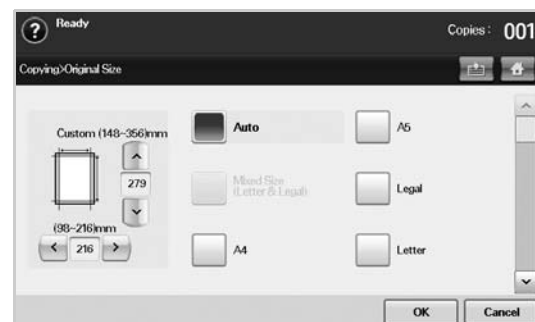 ? Ready
Copies : 001
Copying>Original Size
Custom (148~356)mm
279
(98~216)mm
216
Auto
A5
Mixed Size
(Letter & Legal)
Legal
A4
Letter
OK
Cancel